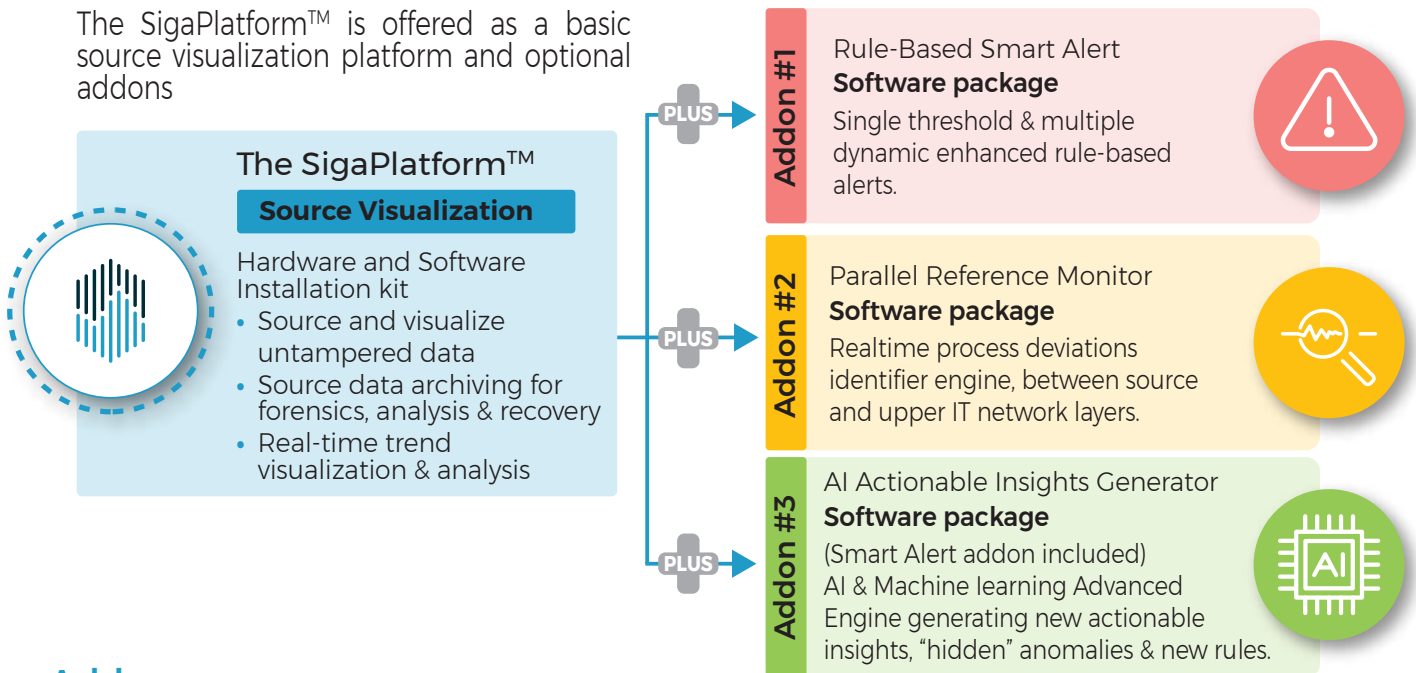 The SigaPlatform™ is offered as a basic
source visualization platform and optional
addons
The SigaPlatform™
Source Visualization
Hardware and Software
Installation kit
• Source and visualize
untampered data
• Source data archiving for
forensics, analysis & recovery
• Real-time trend
visualization & analysis
PLUS
Addon #1
Rule-Based Smart Alert
Software package
Single threshold & multiple
dynamic enhanced rule-based
alerts.
PLUS
Addon #2
Parallel Reference Monitor
Software package
Realtime process deviations
identifier engine, between source
and upper IT network layers.
PLUS
Addon #3
AI Actionable Insights Generator
Software package
(Smart Alert addon included)
AI & Machine learning Advanced
Engine generating new actionable
insights, “hidden” anomalies & new rules.
AI